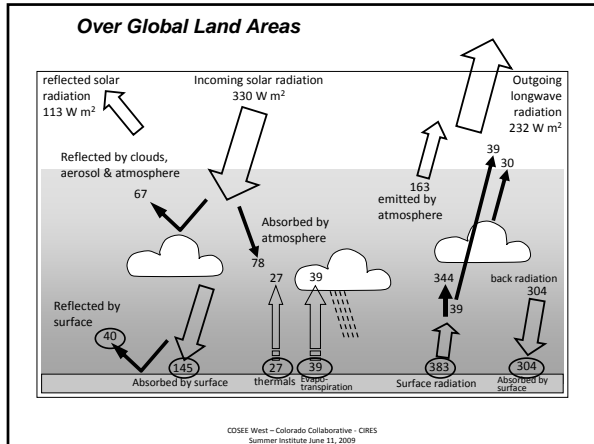 Over Global Land Areas
reflected solar
radiation
113 W m²
Incoming solar radiation
330 W m²
Outgoing
longwave
radiation
232 W m²
Reflected by clouds,
aerosol & atmosphere
67
39
30
163
emitted by
atmosphere
Absorbed by
atmosphere
78
27
39
344
39
back radiation
304
Reflected by
surface
40
145
27
39
383
304
Absorbed by surface
thermals
Evapo-
transpiration
Surface radiation
Absorbed by
surface
COSEE West – Colorado Collaborative - CIRES
Summer Institute June 11, 2009